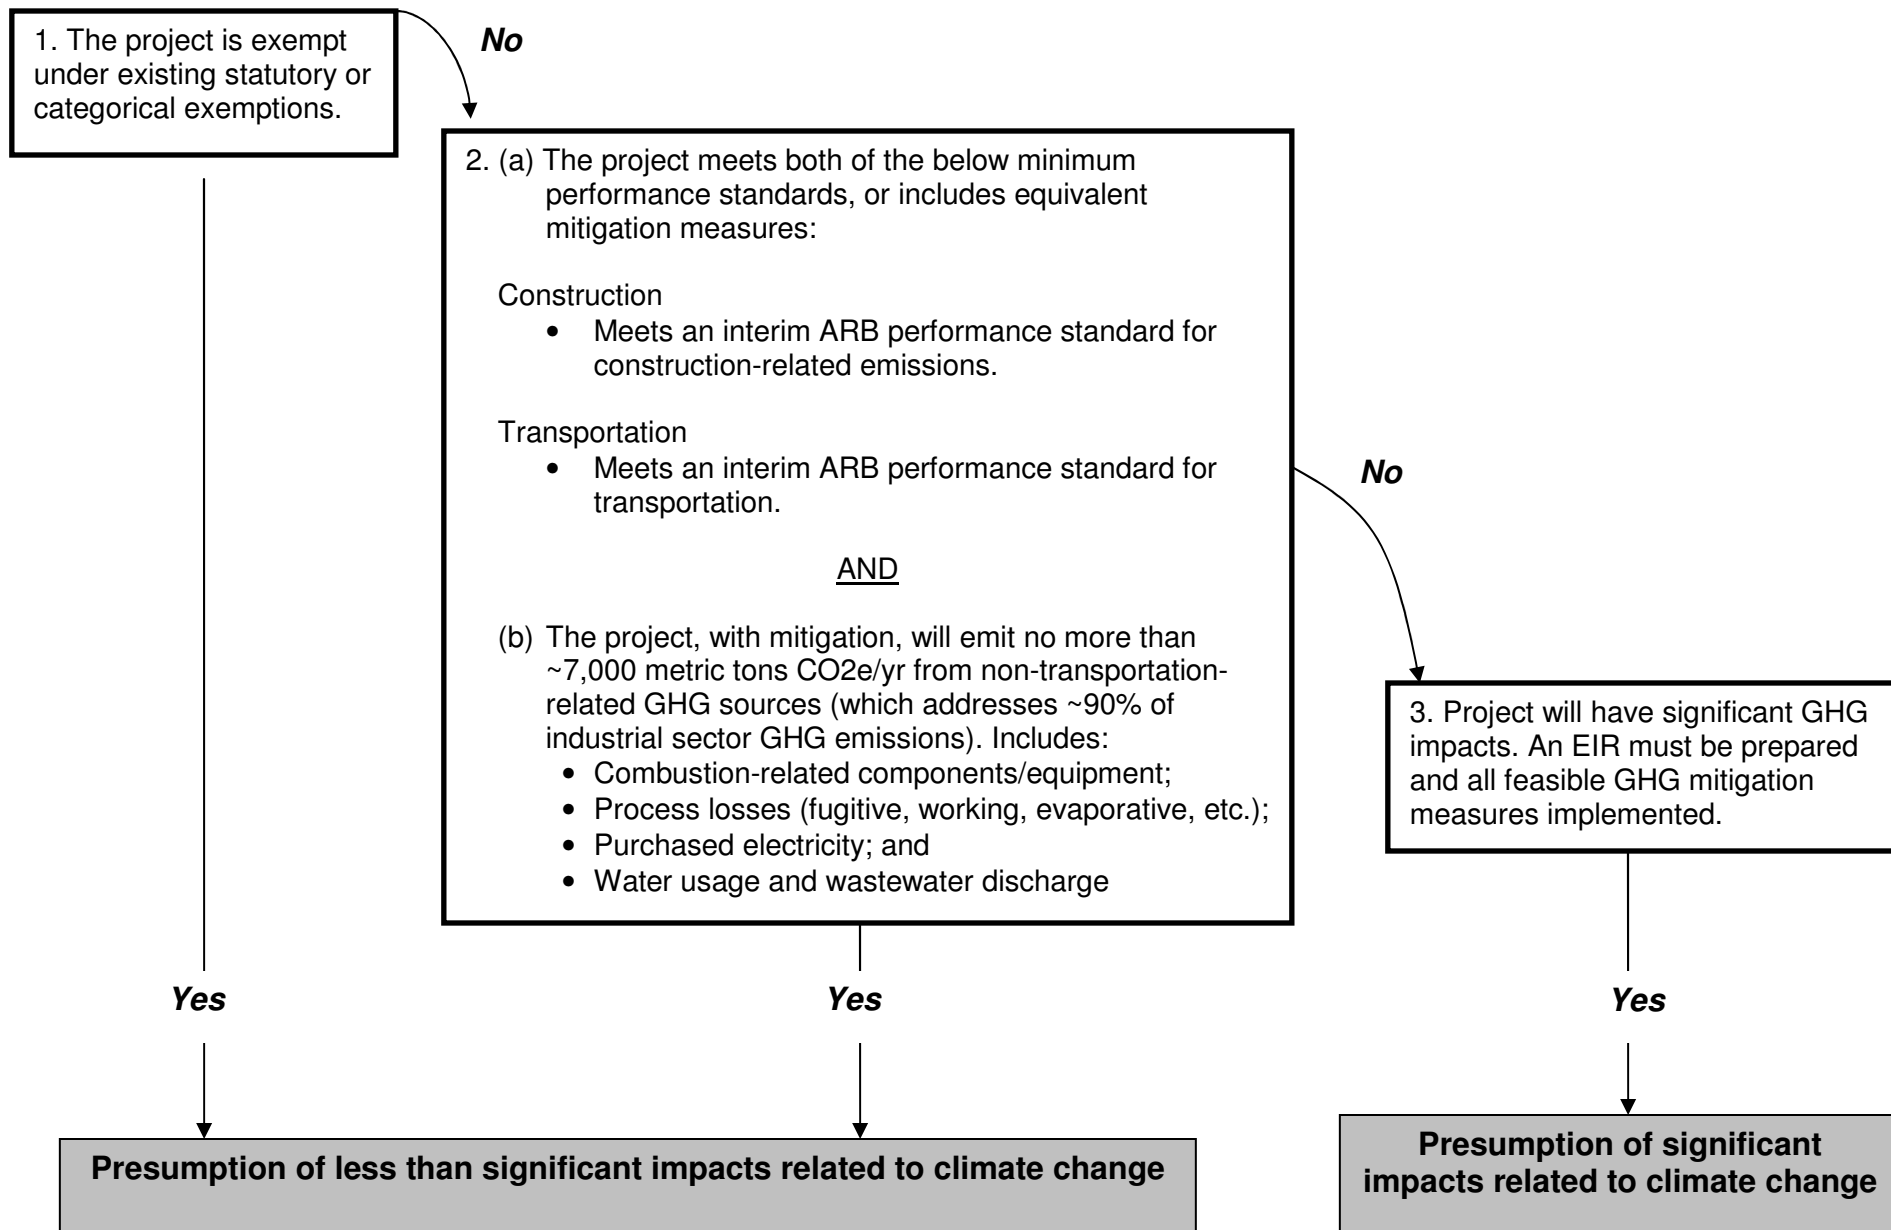 1. The project is exempt
under existing statutory or
categorical exemptions.
No
2. (a) The project meets both of the below minimum
performance standards, or includes equivalent
mitigation measures:
Construction
• Meets an interim ARB performance standard for
construction-related emissions.
Transportation
• Meets an interim ARB performance standard for
transportation.
AND
(b) The project, with mitigation, will emit no more than
~7,000 metric tons CO2e/yr from non-transportation-
related GHG sources (which addresses ~90% of
industrial sector GHG emissions). Includes:
• Combustion-related components/equipment;
• Process losses (fugitive, working, evaporative, etc.);
• Purchased electricity; and
• Water usage and wastewater discharge
No
3. Project will have significant GHG
impacts. An EIR must be prepared
and all feasible GHG mitigation
measures implemented.
Yes
Yes
Yes
Presumption of less than significant impacts related to climate change
Presumption of significant
impacts related to climate change